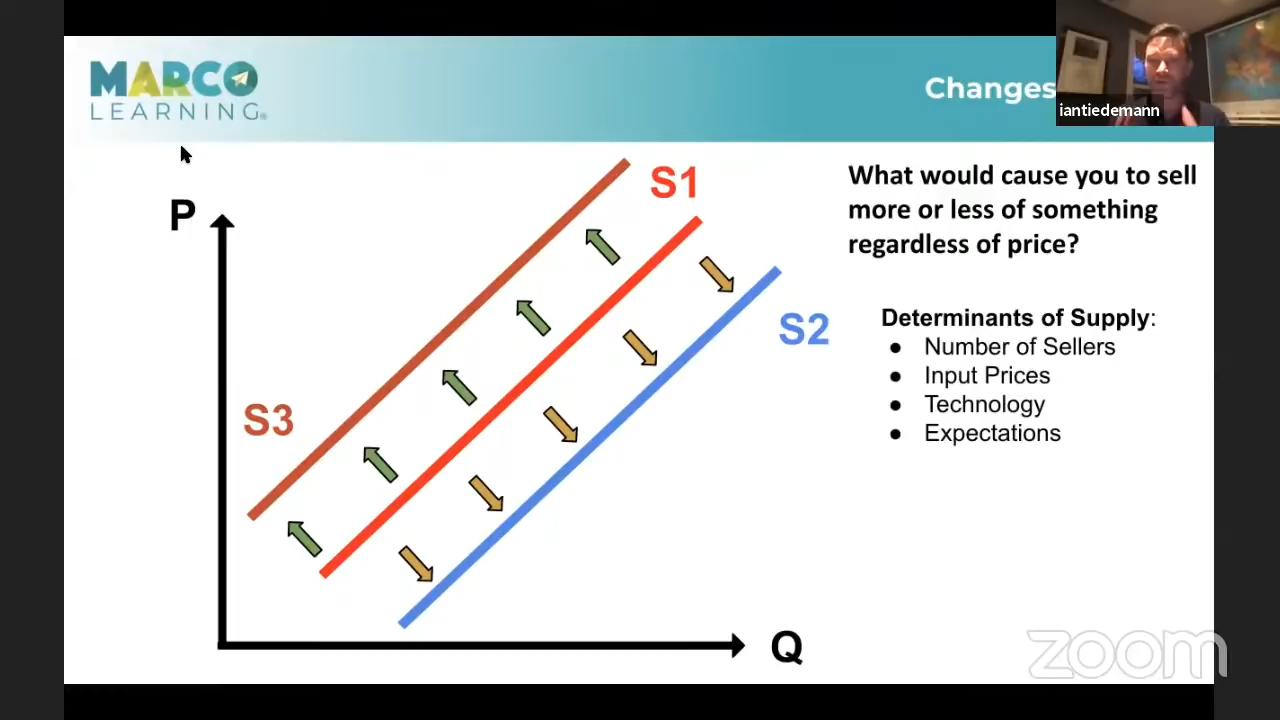 MARCO
LEARNING®
Changes
iantiedemann
P
S1
S2
S3
Q
What would cause you to sell
more or less of something
regardless of price?
Determinants of Supply:
● Number of Sellers
● Input Prices
● Technology
● Expectations
zoom